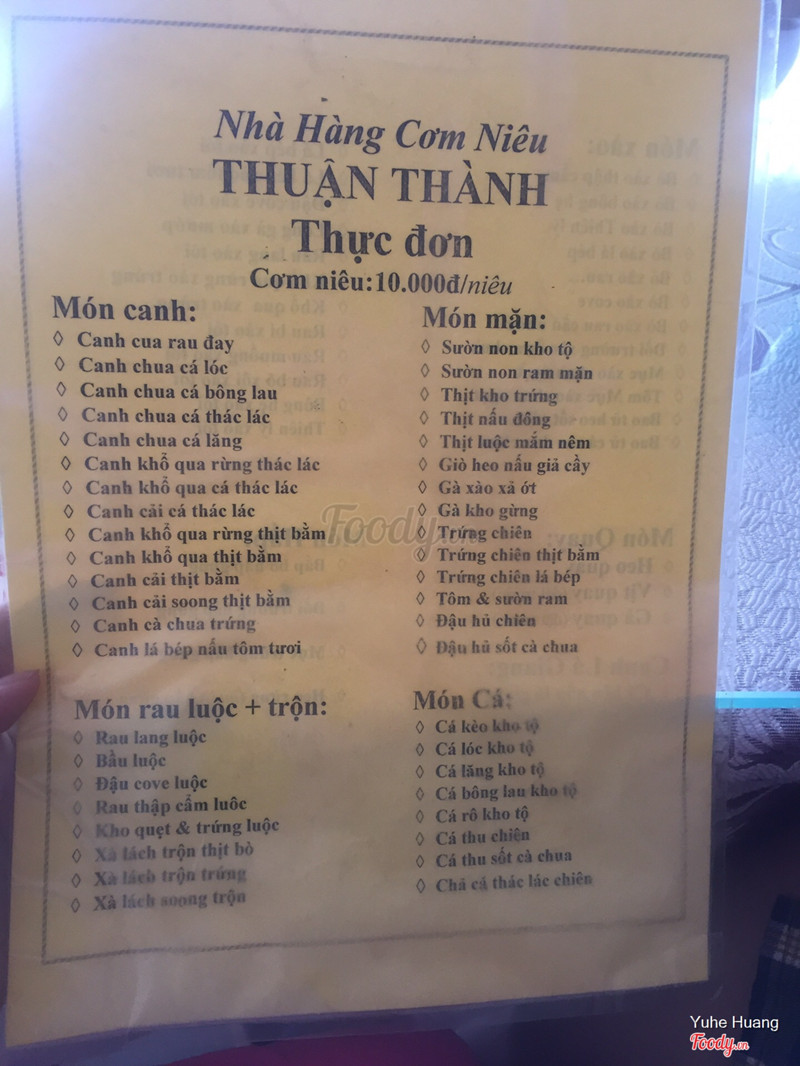 Nhà Hàng Cơm Niêu
THUẬN THÀNH
Thực đơn
Cơm niêu:10.000đ/niêu
Món canh:
◊ Canh cua rau đay
◊ Canh chua cá lóc
◊ Canh chua cá bông lau
◊ Canh chua cá thác lác
◊ Canh chua cá lăng
◊ Canh khổ qua rừng thác lác
◊ Canh khổ qua cá thác lác
◊ Canh cải cá thác lác
◊ Canh khổ qua rừng thịt bằm
◊ Canh khổ qua thịt bằm
◊ Canh cải thịt bằm
◊ Canh cải soong thịt bằm
◊ Canh cà chua trứng
◊ Canh lá bép nấu tôm tươi
Món rau luộc + trộn:
◊ Rau lang luộc
◊ Bầu luộc
◊ Đậu cove luộc
◊ Rau thập cẩm luôc
◊ Kho quẹt & trứng luộc
◊ Xà lách trộn thịt bò
◊ Xà lách trộn trứng
◊ Xà lách soong trộn
Món mặn:
◊ Sườn non kho tộ
◊ Sườn non ram mặn
◊ Thịt kho trứng
◊ Thịt nấu đông
◊ Thịt luộc mắm nêm
◊ Giò heo nấu giả cầy
◊ Gà xào xả ớt
◊ Gà kho gừng
◊ Trứng chiên
◊ Trứng chiên thịt bằm
◊ Trứng chiên lá bép
◊ Tôm & sườn ram
◊ Đậu hủ chiên
◊ Đậu hủ sốt cà chua
Món Cá:
◊ Cá kèo kho tộ
◊ Cá lóc kho tộ
◊ Cá lăng kho tộ
◊ Cá bông lau kho tộ
◊ Cá rô kho tộ
◊ Cá thu chiên
◊ Cá thu sốt cà chua
◊ Chả cá thác lác chiên
Foody.vn
Yuhe Huang
Foody.vn